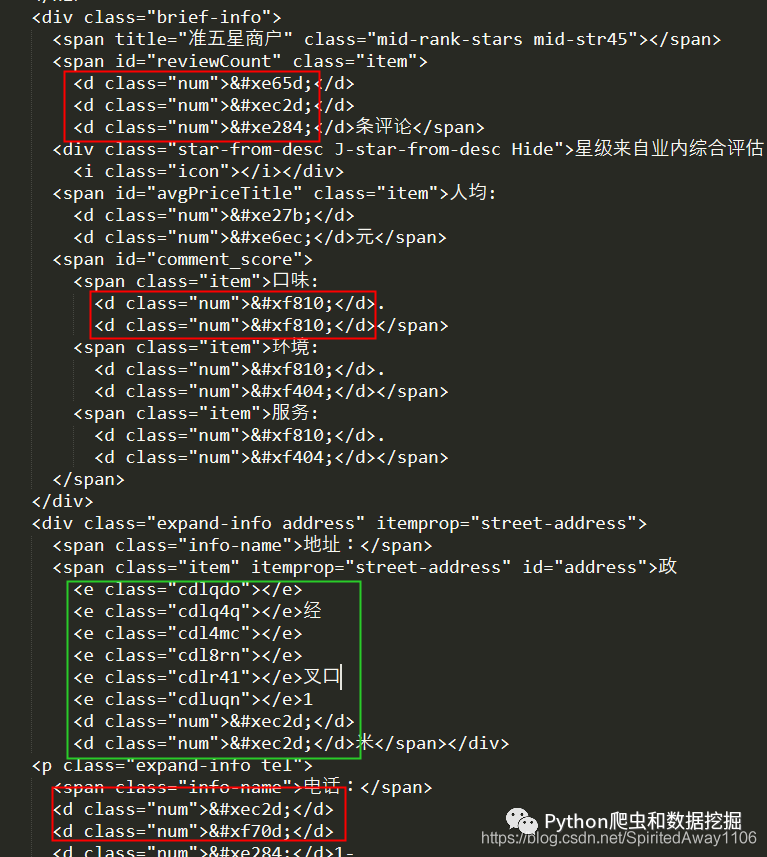 <div class="brief-info">
<span title="准五星商户" class="mid-rank-stars mid-str45"></span>
<span id="reviewCount" class="item">
<d class="num">&#xe65d;</d>
<d class="num">&#xec2d;</d>
<d class="num">&#xe284;</d>条评论</span>
<div class="star-from-desc J-star-from-desc Hide">星级来自业内综合评估
<i class="icon"></i></div>
<span id="avgPriceTitle" class="item">人均:
<d class="num">&#xe27b;</d>
<d class="num">&#xe6ec;</d>元</span>
<span id="comment_score">
<span class="item">口味:
<d class="num">&#xf810;</d>.
<d class="num">&#xf810;</d></span>
<span class="item">环境:
<d class="num">&#xf810;</d>.
<d class="num">&#xf404;</d></span>
<span class="item">服务:
<d class="num">&#xf810;</d>.
<d class="num">&#xf404;</d></span>
</span>
</div>
<div class="expand-info address" itemprop="street-address">
<span class="info-name">地址：</span>
<span class="item" itemprop="street-address" id="address">政
<e class="cdlqdo"></e>
<e class="cdlq4q"></e>经
<e class="cdl4mc"></e>
<e class="cdl8rn"></e>
<e class="cdlr41"></e>叉口
<e class="cdluqn"></e>1
<d class="num">&#xec2d;</d>
<d class="num">&#xec2d;</d>米</span></div>
<p class="expand-info tel">
<span class="info-name">电话：</span>
<d class="num">&#xec2d;</d>
<d class="num">&#xf70d;</d>
<d class="num">&#xe284;</d>1-
Python爬虫和数据挖掘
https://blog.csdn.net/SpiritedAway1106